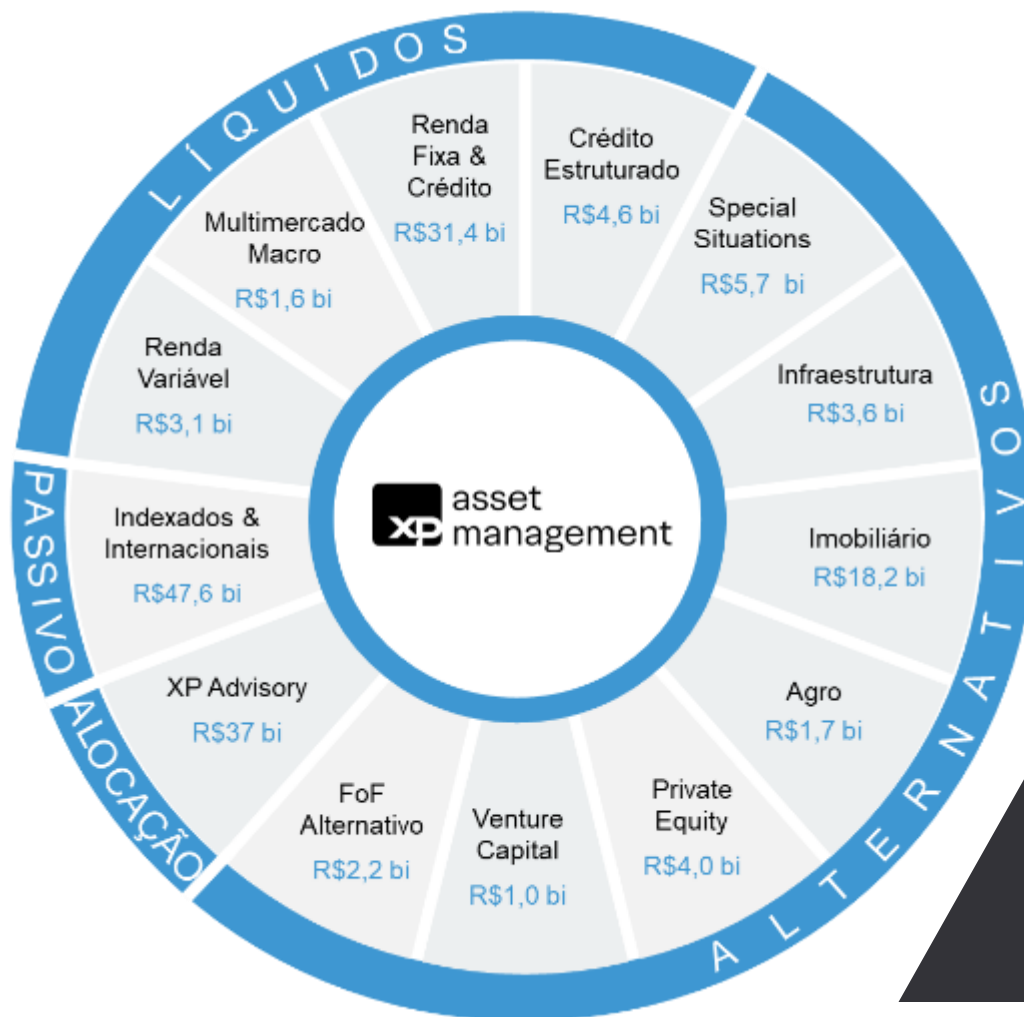 LÍQUIDOS
Renda
Fixa &
Crédito
R$31,4 bi
Crédito
Estruturado
R$4,6 bi
Special
Situations
R$5,7 bi
Multimercado
Macro
R$1,6 bi
Renda
Variável
R$3,1 bi
Infraestrutura
R$3,6 bi
ALTERNATIVOS
XP asset
management
PASSIVO
Indexados &
Internacionais
R$47,6 bi
Imobiliário
R$18,2 bi
ALOCAÇÃO
XP Advisory
R$37 bi
Agro
R$1,7 bi
FoF
Alternativo
R$2,2 bi
Venture
Capital
R$1,0 bi
Private
Equity
R$4,0 bi